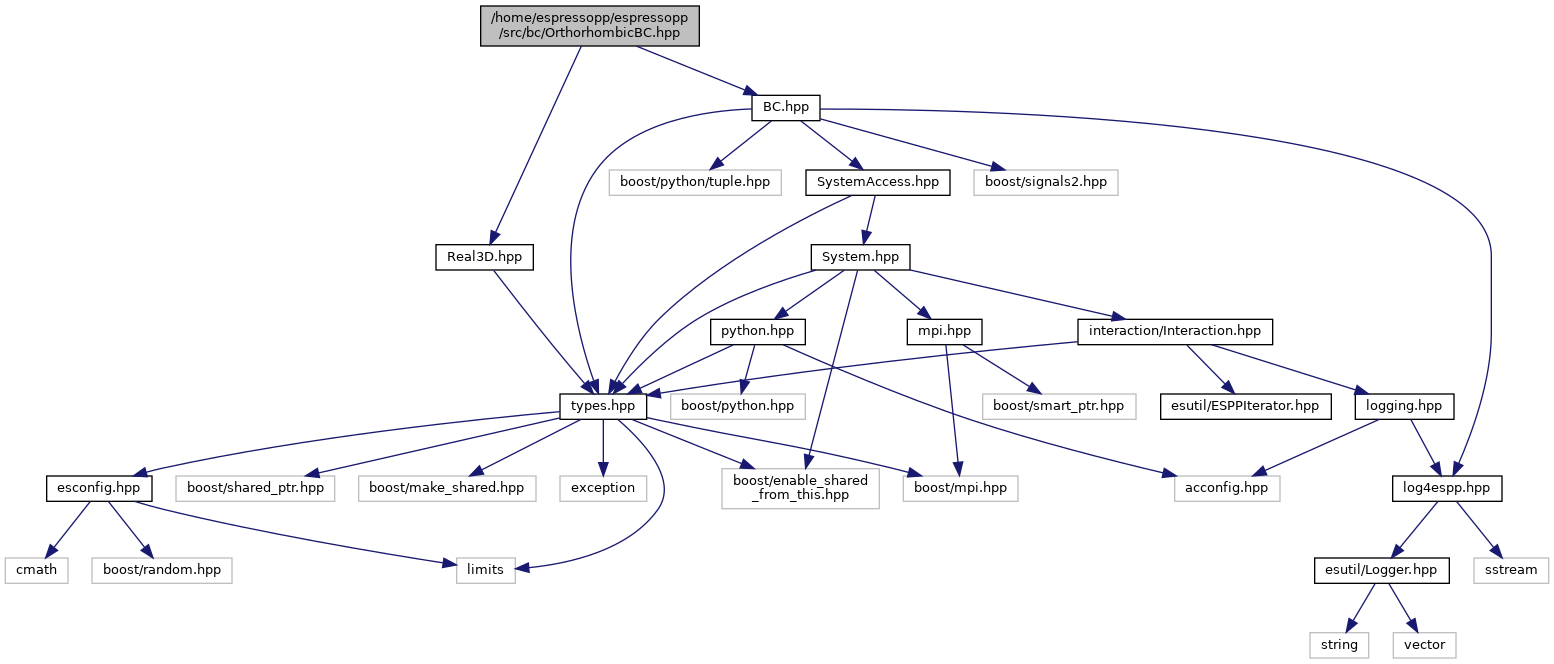 /home/espressopp/espressopp
/src/bc/OrthorhombicBC.hpp
BC.hpp
boost/python/tuple.hpp
SystemAccess.hpp
boost/signals2.hpp
Real3D.hpp
System.hpp
python.hpp
mpi.hpp
interaction/Interaction.hpp
types.hpp
boost/python.hpp
boost/smart_ptr.hpp
esutil/ESPPIterator.hpp
logging.hpp
esconfig.hpp
boost/shared_ptr.hpp
boost/make_shared.hpp
exception
boost/enable_shared
_from_this.hpp
boost/mpi.hpp
acconfig.hpp
log4espp.hpp
cmath
boost/random.hpp
limits
esutil/Logger.hpp
sstream
string
vector